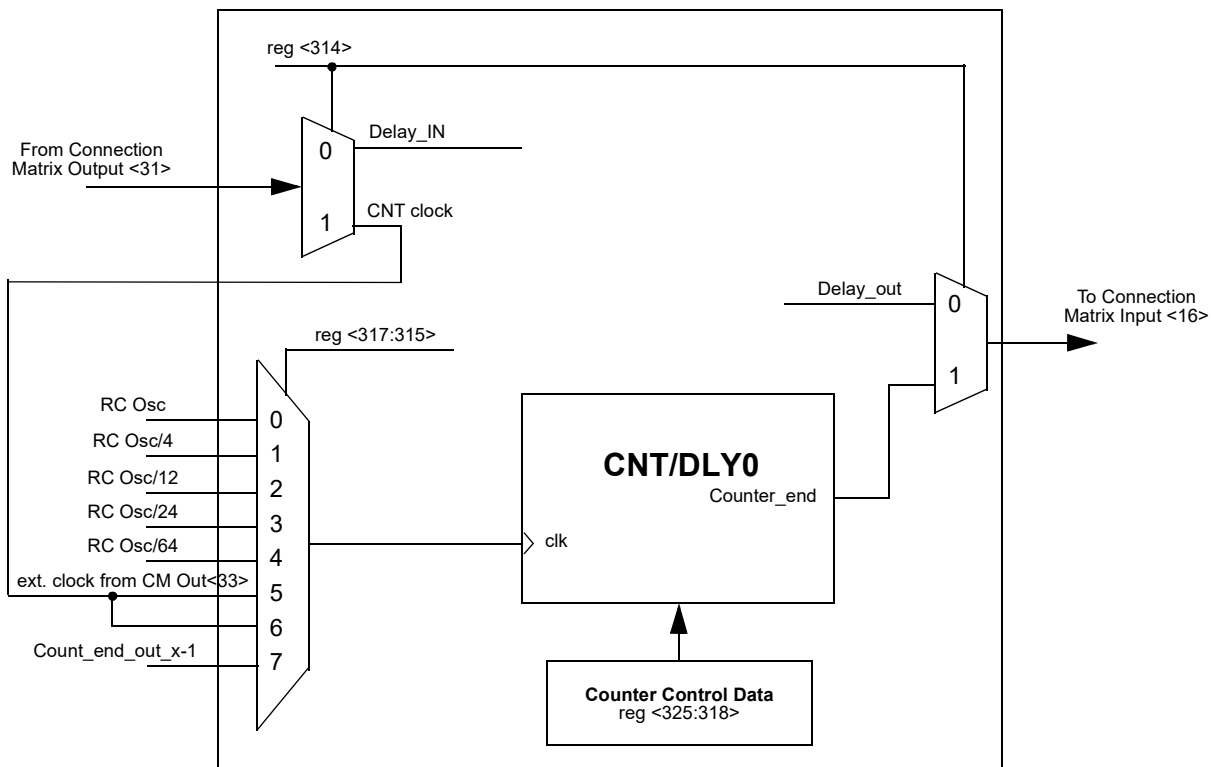 reg <314>
From Connection
Matrix Output <31>
0
Delay_IN
1
CNT clock
Delay_out
0
To Connection
Matrix Input <16>
1
reg <317:315>
RC Osc
0
RC Osc/4
1
RC Osc/12
2
RC Osc/24
3
RC Osc/64
4
ext. clock from CM Out<33>
5
6
Count_end_out_x-1
7
CNT/DLY0
Counter_end
clk
Counter Control Data
reg <325:318>